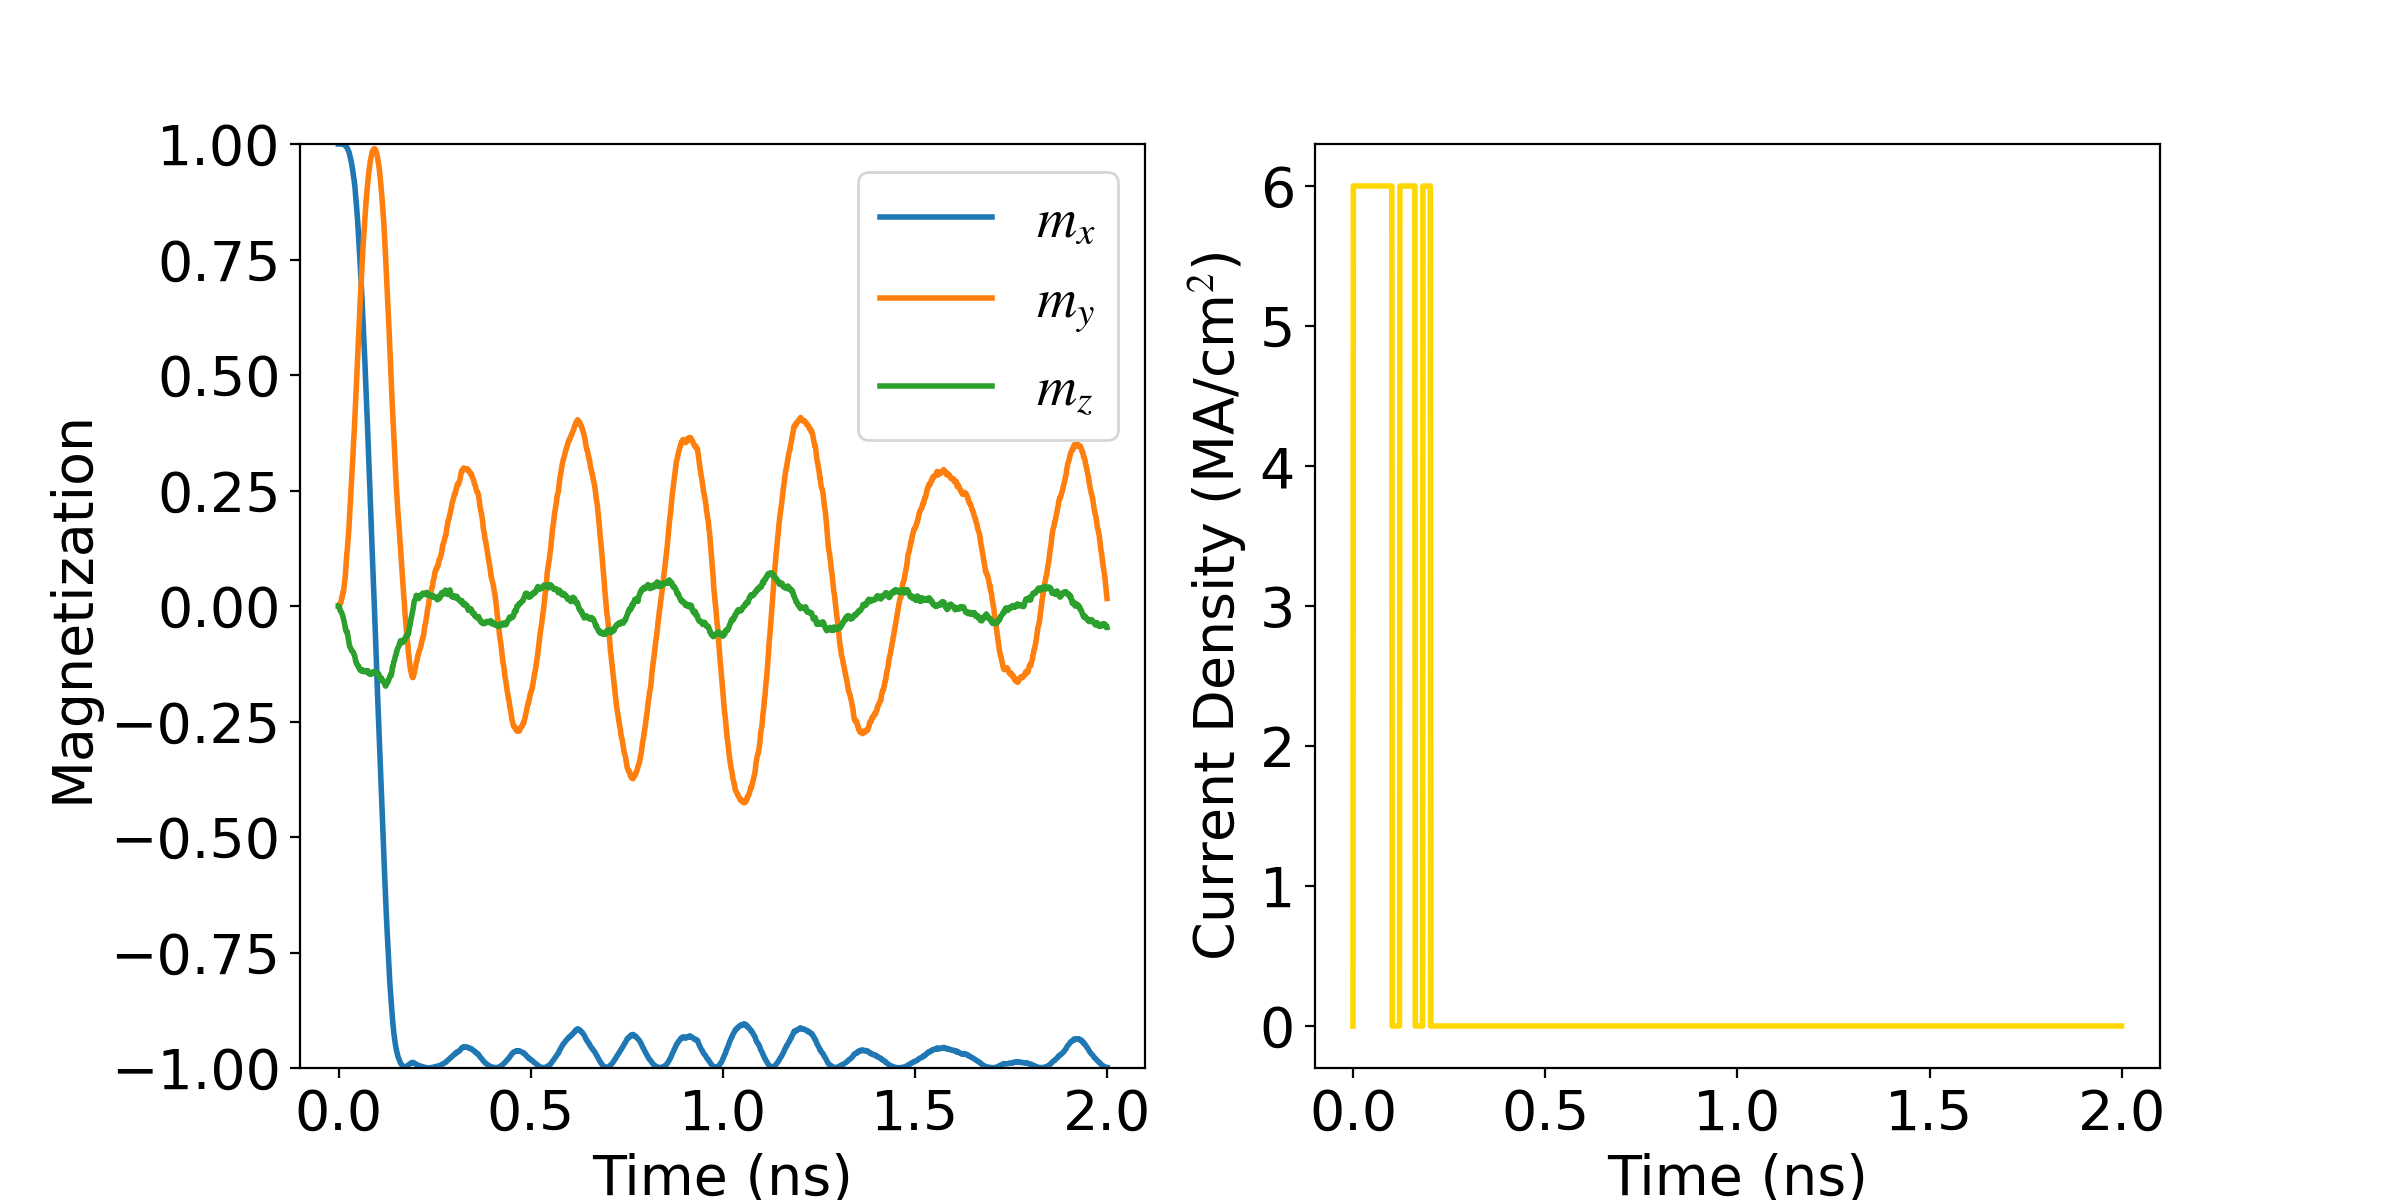 1.00
0.75
0.50
0.25
0.00
−0.25
−0.50
−0.75
−1.00
Magnetization
0.0 0.5 1.0 1.5 2.0
Time (ns)
m_x
m_y
m_z
6
5
4
3
2
1
0
Current Density (MA/cm²)
0.0 0.5 1.0 1.5 2.0
Time (ns)